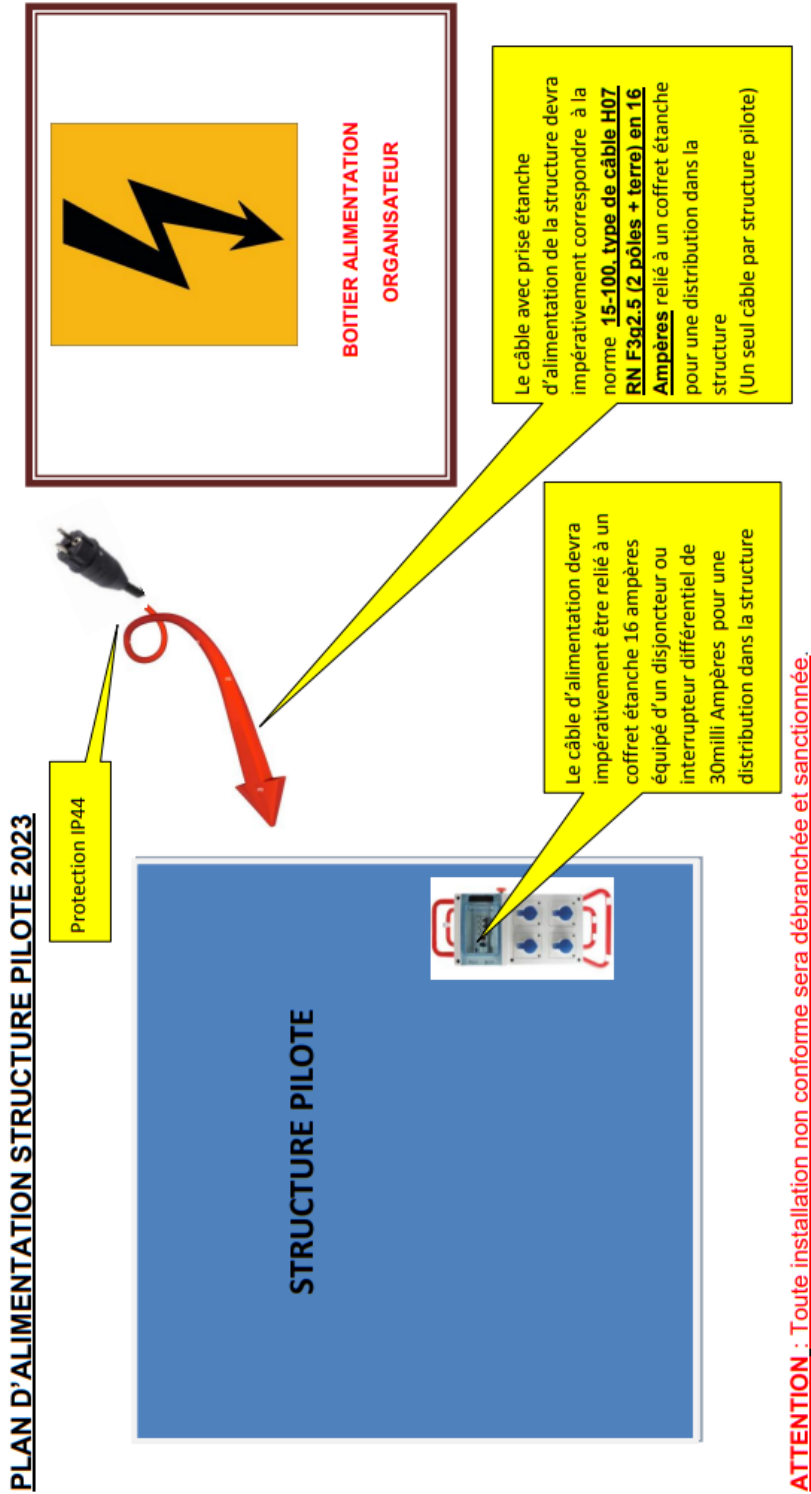 PLAN D’ALIMENTATION STRUCTURE PILOTE 2023
Protection IP44
BOITIER ALIMENTATION
ORGANISATEUR
STRUCTURE PILOTE
Le câble avec prise étanche
d’alimentation de la structure devra
impérativement correspondre à la
norme 15-100, type de câble H07
RN F3g2.5 (2 pôles + terre) en 16
Ampères relié à un coffret étanche
pour une distribution dans la
structure
(Un seul câble par structure pilote)
Le câble d’alimentation devra
impérativement être relié à un
coffret étanche 16 ampères
équipé d’un disjoncteur ou
interrupteur différentiel de
30milli Ampères pour une
distribution dans la structure
ATTENTION : Toute installation non conforme sera débranchée et sanctionnée.